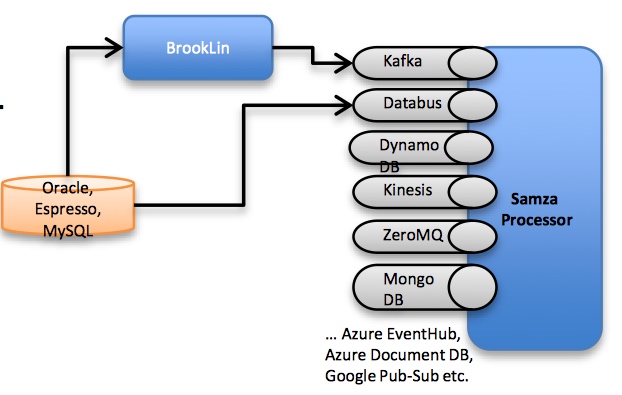 BrookLin
Kafka
Databus
Dynamo
DB
Kinesis
ZeroMQ
Mongo
DB
Samza
Processor
Oracle,
Espresso,
MySQL
... Azure EventHub,
Azure Document DB,
Google Pub-Sub etc.